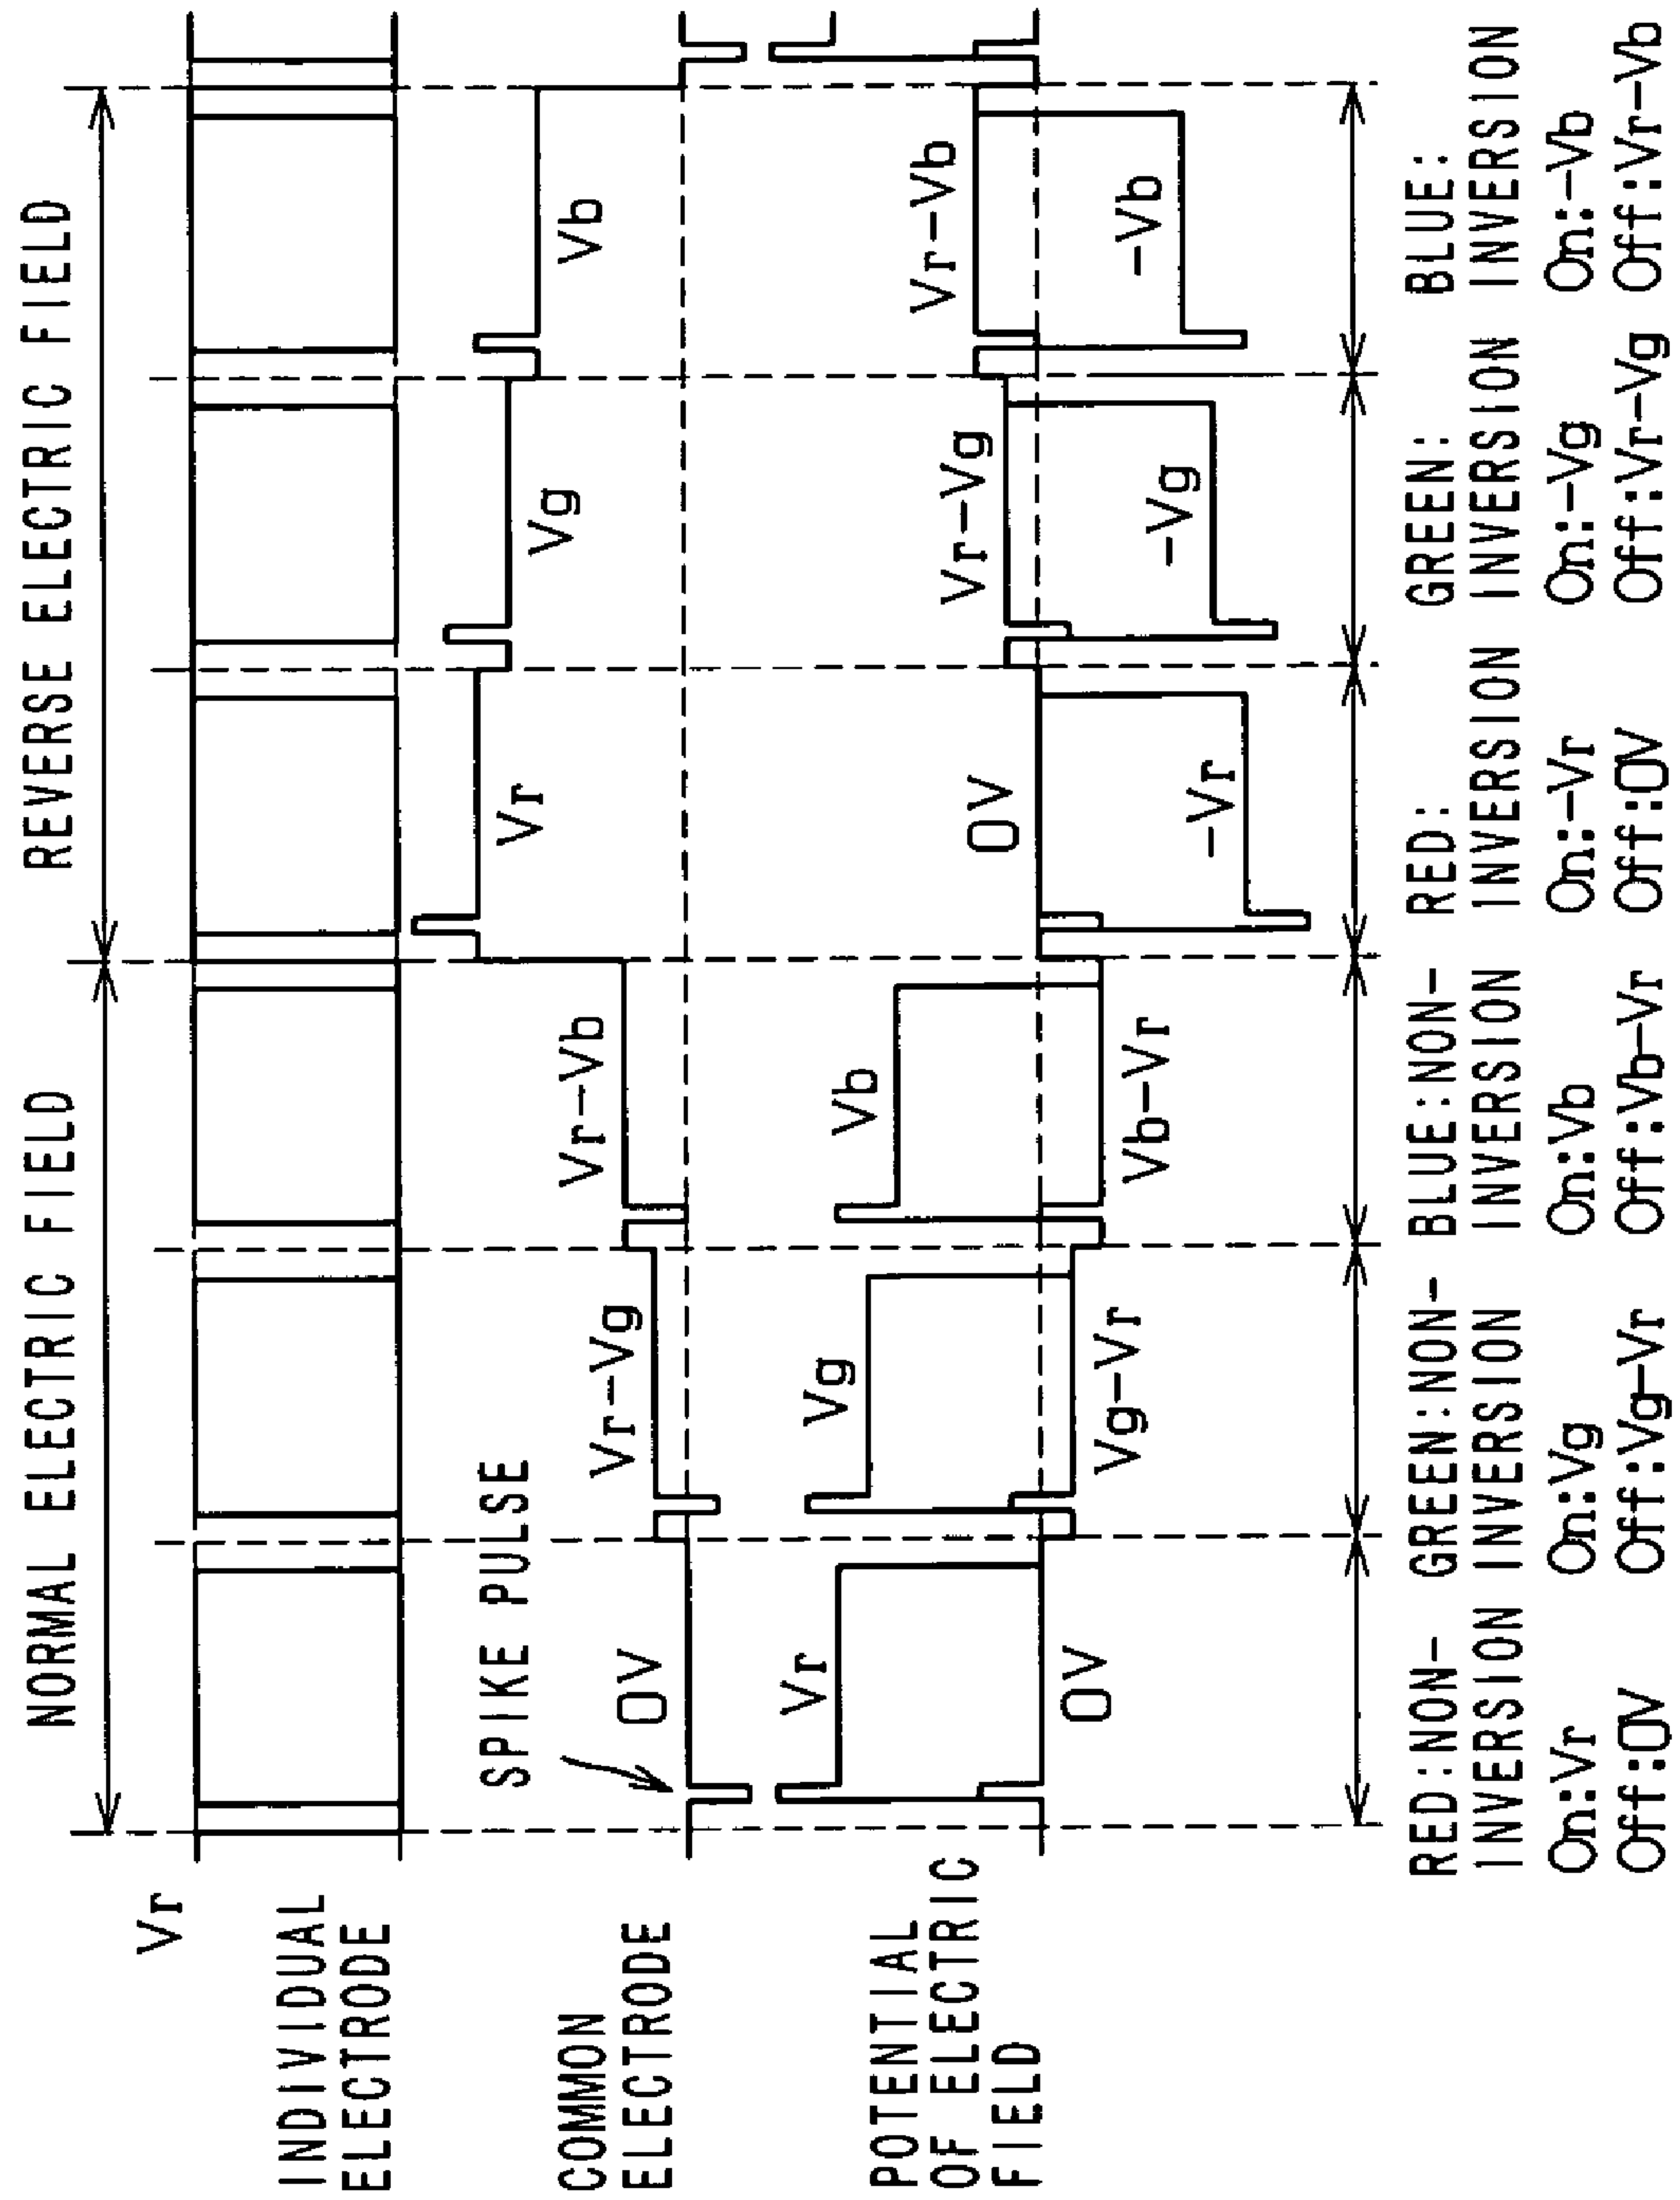 NORMAL ELECTRIC FIELD
REVERSE ELECTRIC FIELD
Vr
INDIVIDUAL
ELECTRODE
SPIKE PULSE
COMMON
ELECTRODE
0V
Vr-Vg
Vr-Vb
Vr
Vg
Vb
POTENTIAL
OF ELECTRIC
FIELD
Vr
0V
Vg
Vg-Vr
Vb
Vb-Vr
0V
-Vr
Vr-Vg
-Vg
Vr-Vb
-Vb
RED:NON-
INVERSION
On:Vr
Off:0V
GREEN:NON-
INVERSION
On:Vg
Off:Vg-Vr
BLUE:NON-
INVERSION
On:Vb
Off:Vb-Vr
RED:
INVERSION
On:-Vr
Off:0V
GREEN:
INVERSION
On:-Vg
Off:Vr-Vg
BLUE:
INVERSION
On:-Vb
Off:Vr-Vb